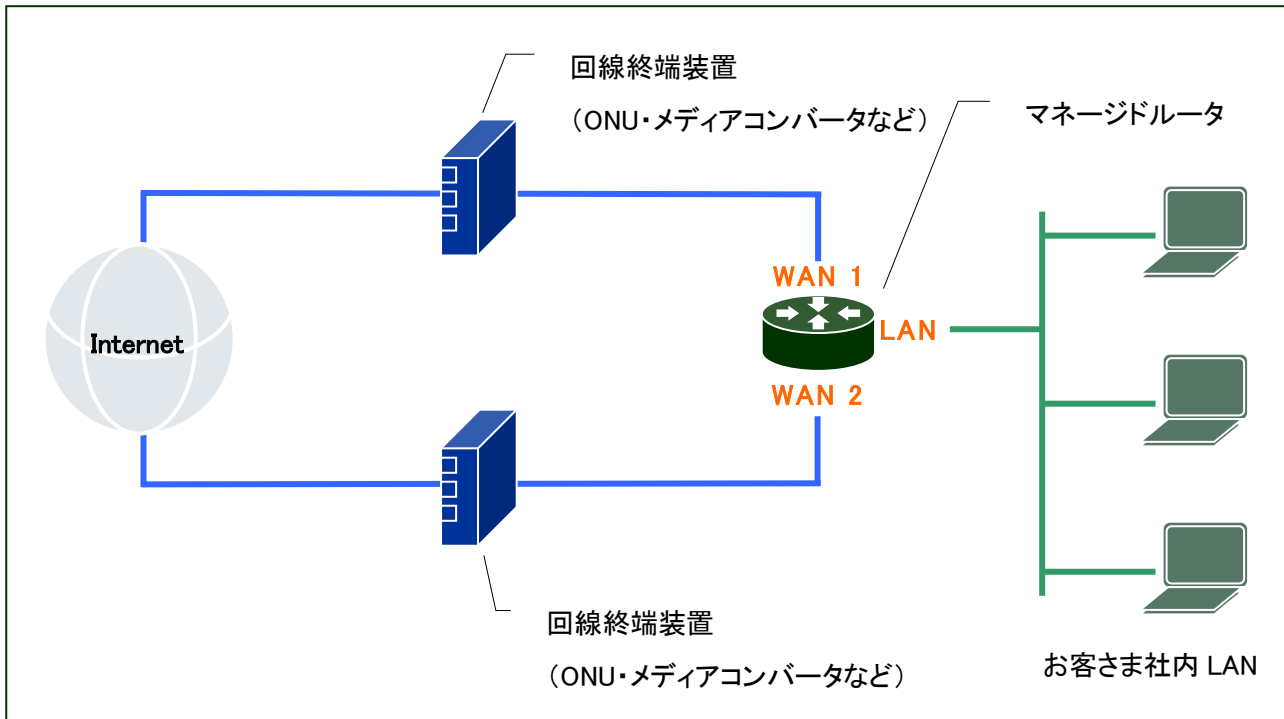 回線終端装置
（ONU・メディアコンバータなど）
マネージドルータ
WAN 1
Internet
LAN
WAN 2
回線終端装置
（ONU・メディアコンバータなど）
お客さま社内 LAN